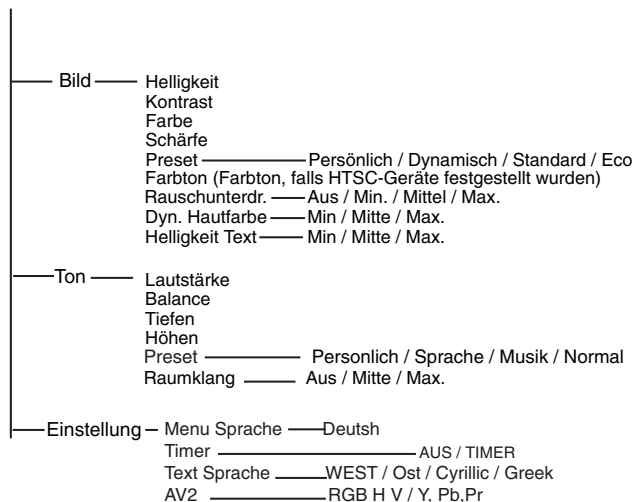 Bild Helligkeit
Kontrast
Farbe
Schärfe
Preset Persönlich / Dynamisch / Standard / Eco
Farbton (Farbton, falls HTSC-Geräte festgestellt wurden)
Rauschunterdr. Aus / Min. / Mittel / Max.
Dyn. Hautfarbe Min / Mitte / Max.
Helligkeit Text Min / Mitte / Max.
Ton Lautstärke
Balance
Tiefen
Höhen
Preset Personlich / Sprache / Musik / Normal
Raumklang Aus / Mitte / Max.
Einstellung Menu Sprache Deutsh
Timer AUS / TIMER
Text Sprache WEST / Ost / Cyrillic / Greek
AV2 RGB H V / Y, Pb,Pr